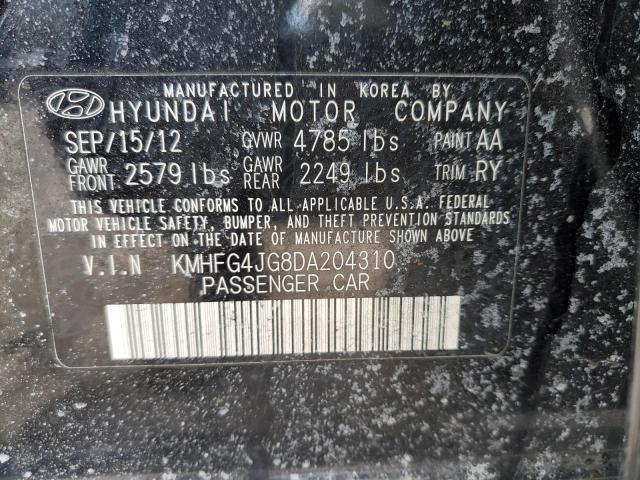 MANUFACTURED IN KOREA BY
HYUNDAI MOTOR COMPANY
SEP/15/12 GVWR 4785 lbs PAINT AA
GAWR FRONT 2579 lbs GAWR REAR 2249 lbs TRIM RY
THIS VEHICLE CONFORMS TO ALL APPLICABLE U.S.A. FEDERAL
MOTOR VEHICLE SAFETY, BUMPER, AND THEFT PREVENTION STANDARDS
IN EFFECT ON THE DATE OF MANUFACTURE SHOWN ABOVE
V.I.N KMHFG4JG8DA204310
PASSENGER CAR